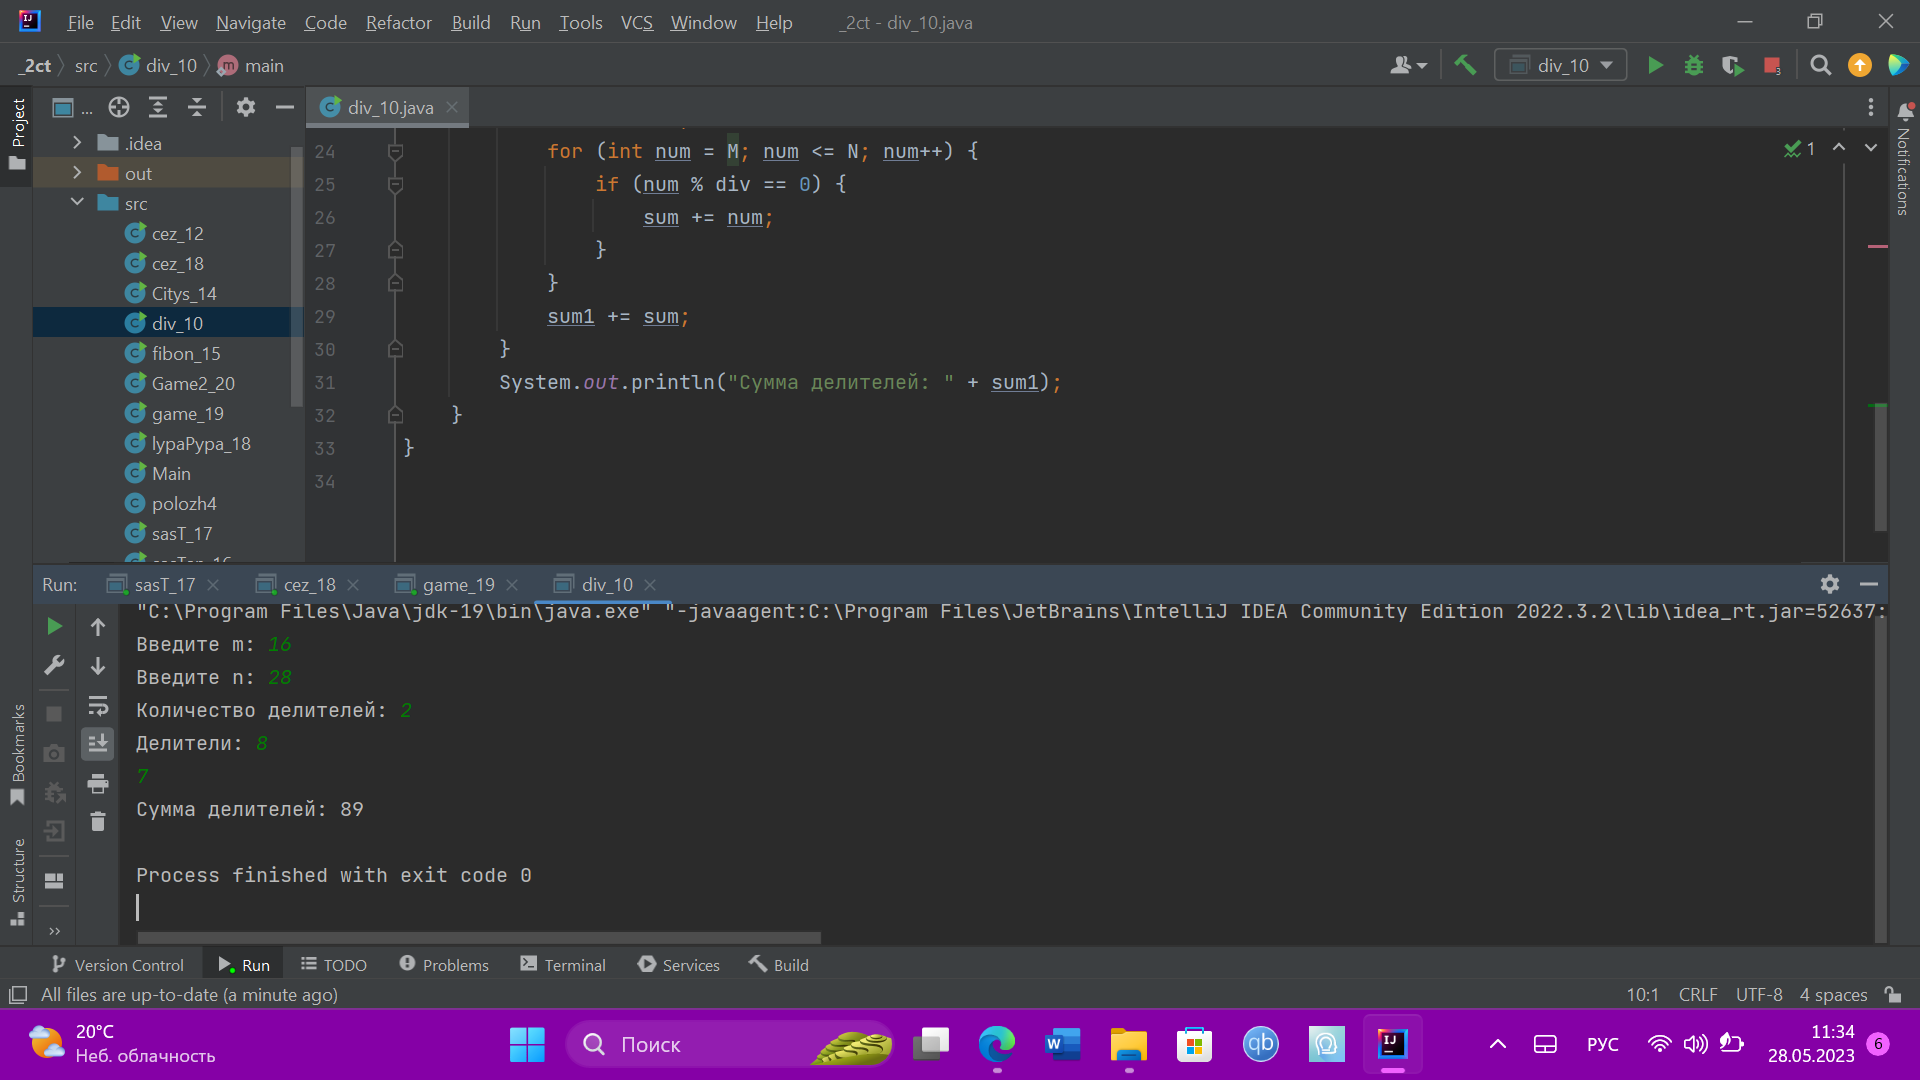 File Edit View Navigate Code Refactor Build Run Tools VCS Window Help _2ct - div_10.java
_2ct src div_10 main
div_10
Project
...
div_10.java
Notifications
.idea
out
src
cez_12
cez_18
Citys_14
div_10
fibon_15
Game2_20
game_19
lypaPypa_18
Main
polozh4
sasT_17
24 for (int num = M; num <= N; num++) {
25 if (num % div == 0) {
26 sum += num;
27 }
28 }
29 sum1 += sum;
30 }
31 System.out.println("Сумма делителей: " + sum1);
32 }
33 }
34
1
Run: sasT_17 cez_18 game_19 div_10
"C:\Program Files\Java\jdk-19\bin\java.exe" "-javaagent:C:\Program Files\JetBrains\IntelliJ IDEA Community Edition 2022.3.2\lib\idea_rt.jar=52637:
Введите m: 16
Введите n: 28
Количество делителей: 2
Делители: 8
7
Сумма делителей: 89
Process finished with exit code 0
Bookmarks
Structure
Version Control Run TODO Problems Terminal Services Build
All files are up-to-date (a minute ago)
10:1 CRLF UTF-8 4 spaces
20°C
Неб. облачность
Поиск
РУС
11:34
28.05.2023
6